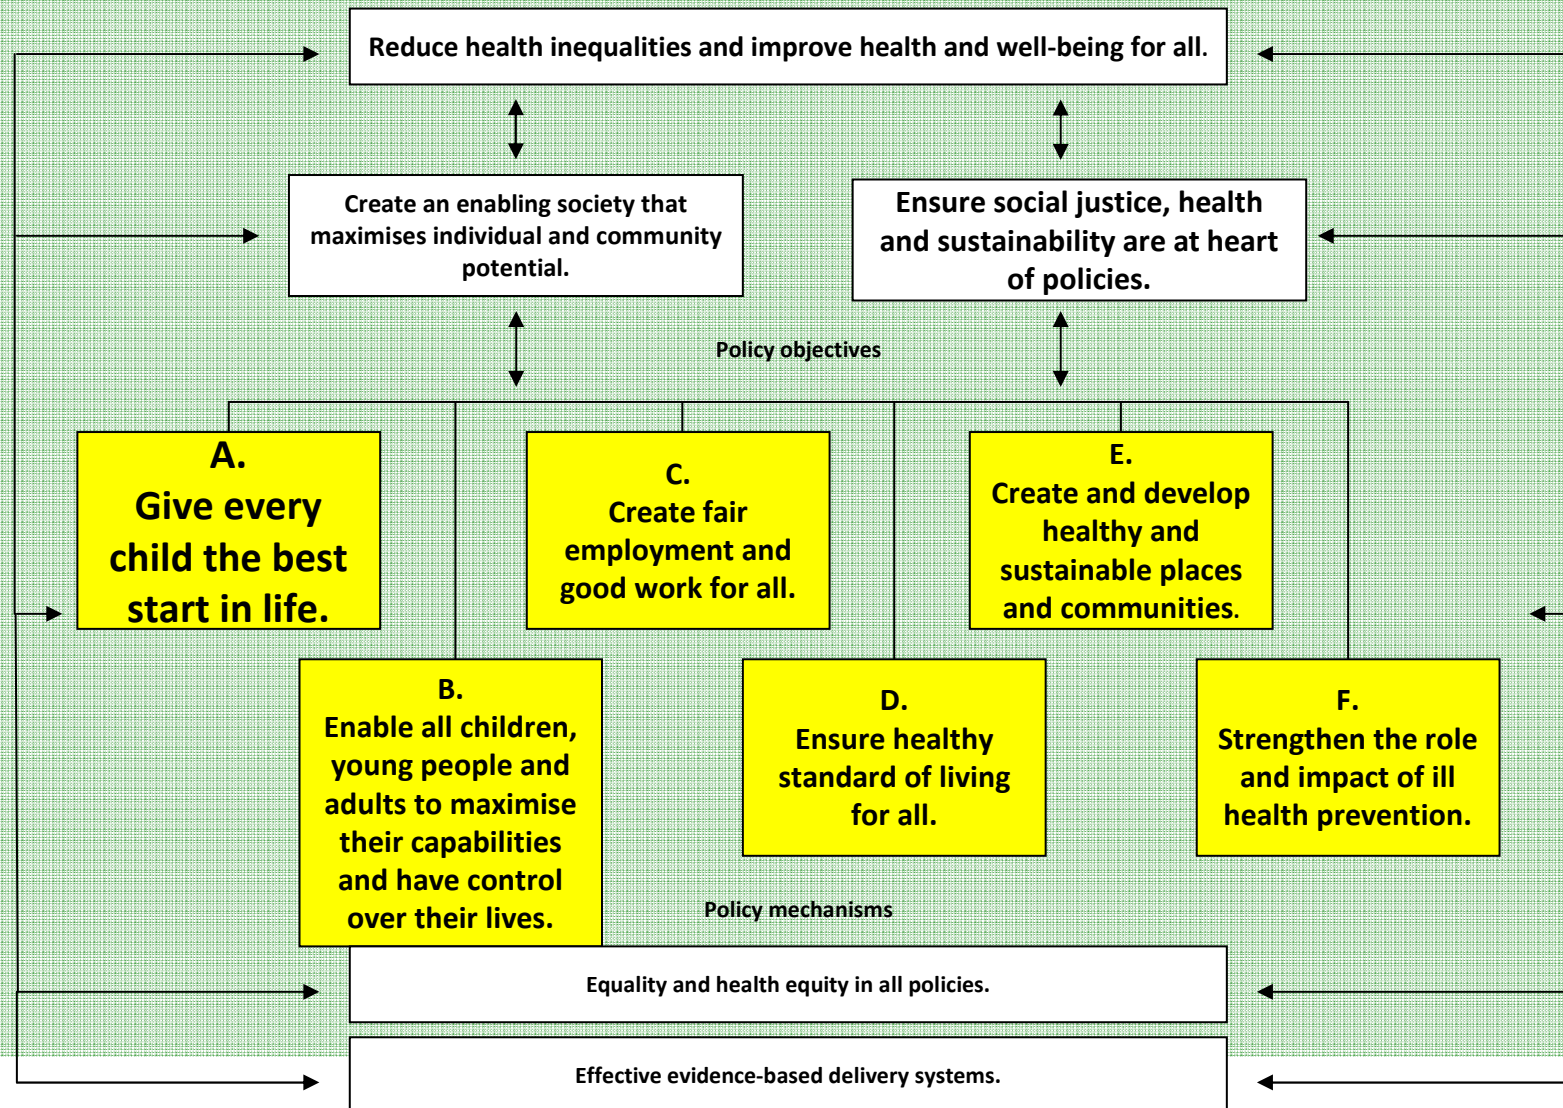 Reduce health inequalities and improve health and well-being for all.
Create an enabling society that
maximises individual and community
potential.
Ensure social justice, health
and sustainability are at heart
of policies.
Policy objectives
A.
Give every
child the best
start in life.
C.
Create fair
employment and
good work for all.
E.
Create and develop
healthy and
sustainable places
and communities.
B.
Enable all children,
young people and
adults to maximise
their capabilities
and have control
over their lives.
D.
Ensure healthy
standard of living
for all.
F.
Strengthen the role
and impact of ill
health prevention.
Policy mechanisms
Equality and health equity in all policies.
Effective evidence-based delivery systems.